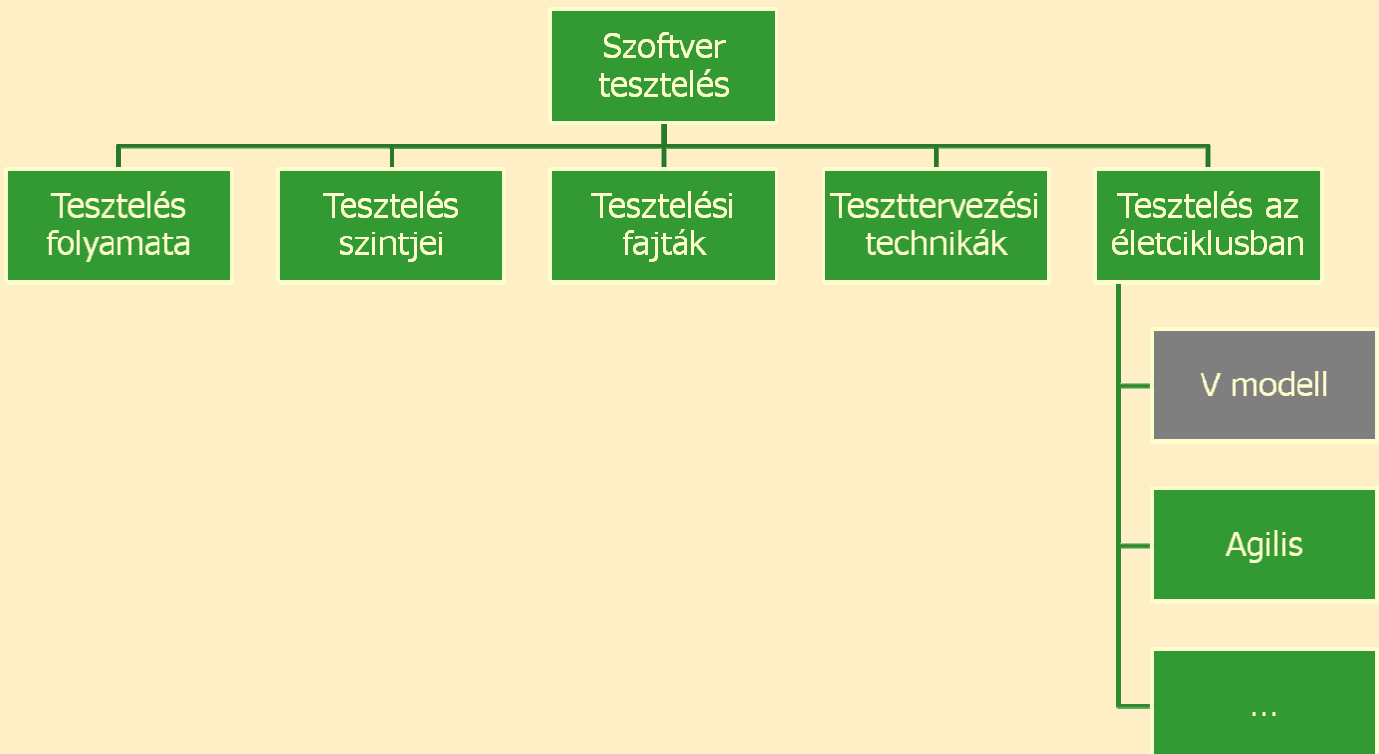 Szoftver
tesztelés
Tesztelés
folyamata
Tesztelés
szintjei
Tesztelési
fajták
Teszttervezési
technikák
Tesztelés az
életciklusban
V modell
Agilis
...